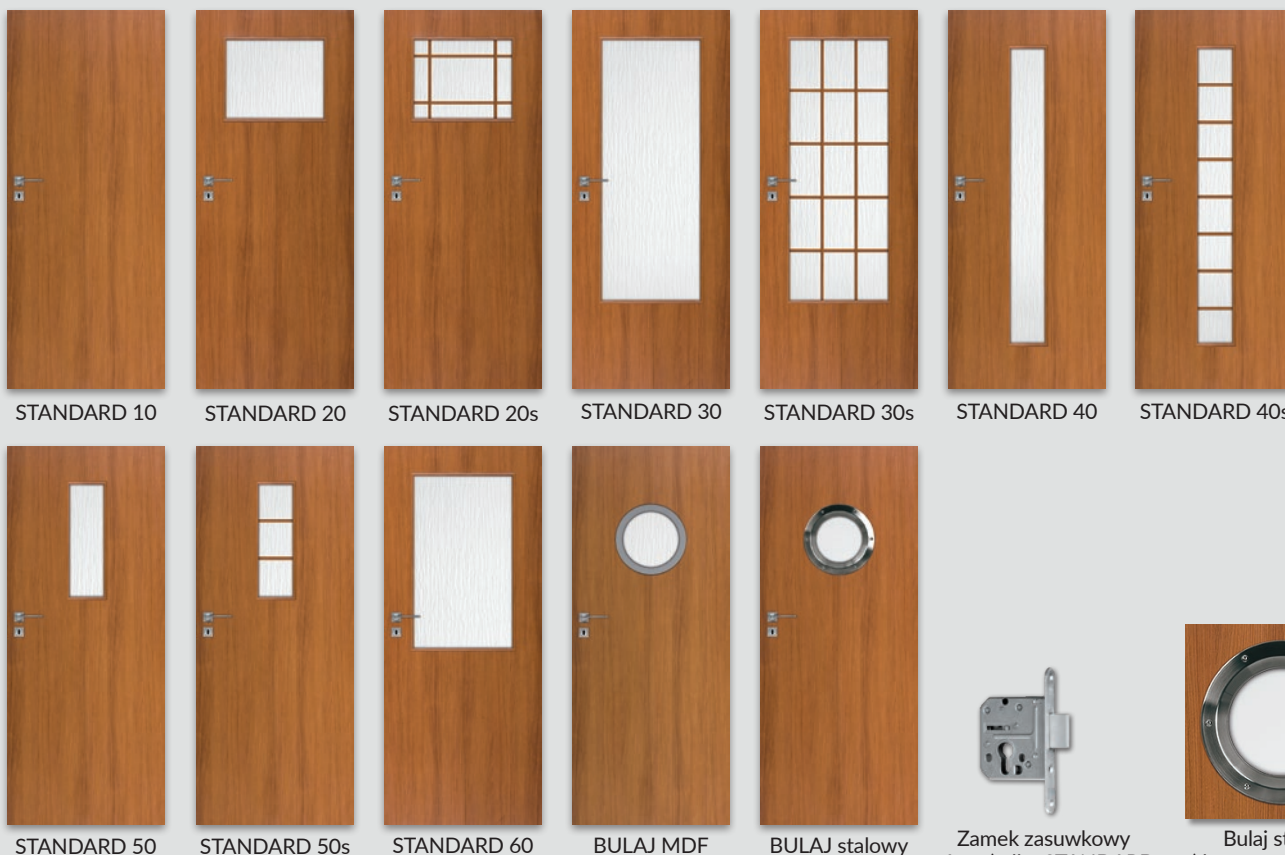 STANDARD 10
STANDARD 20
STANDARD 20s
STANDARD 30
STANDARD 30s
STANDARD 40
STANDARD 40s
STANDARD 50
STANDARD 50s
STANDARD 60
BULAJ MDF
BULAJ stalowy
Zamek zasuwkowy
Bulaj